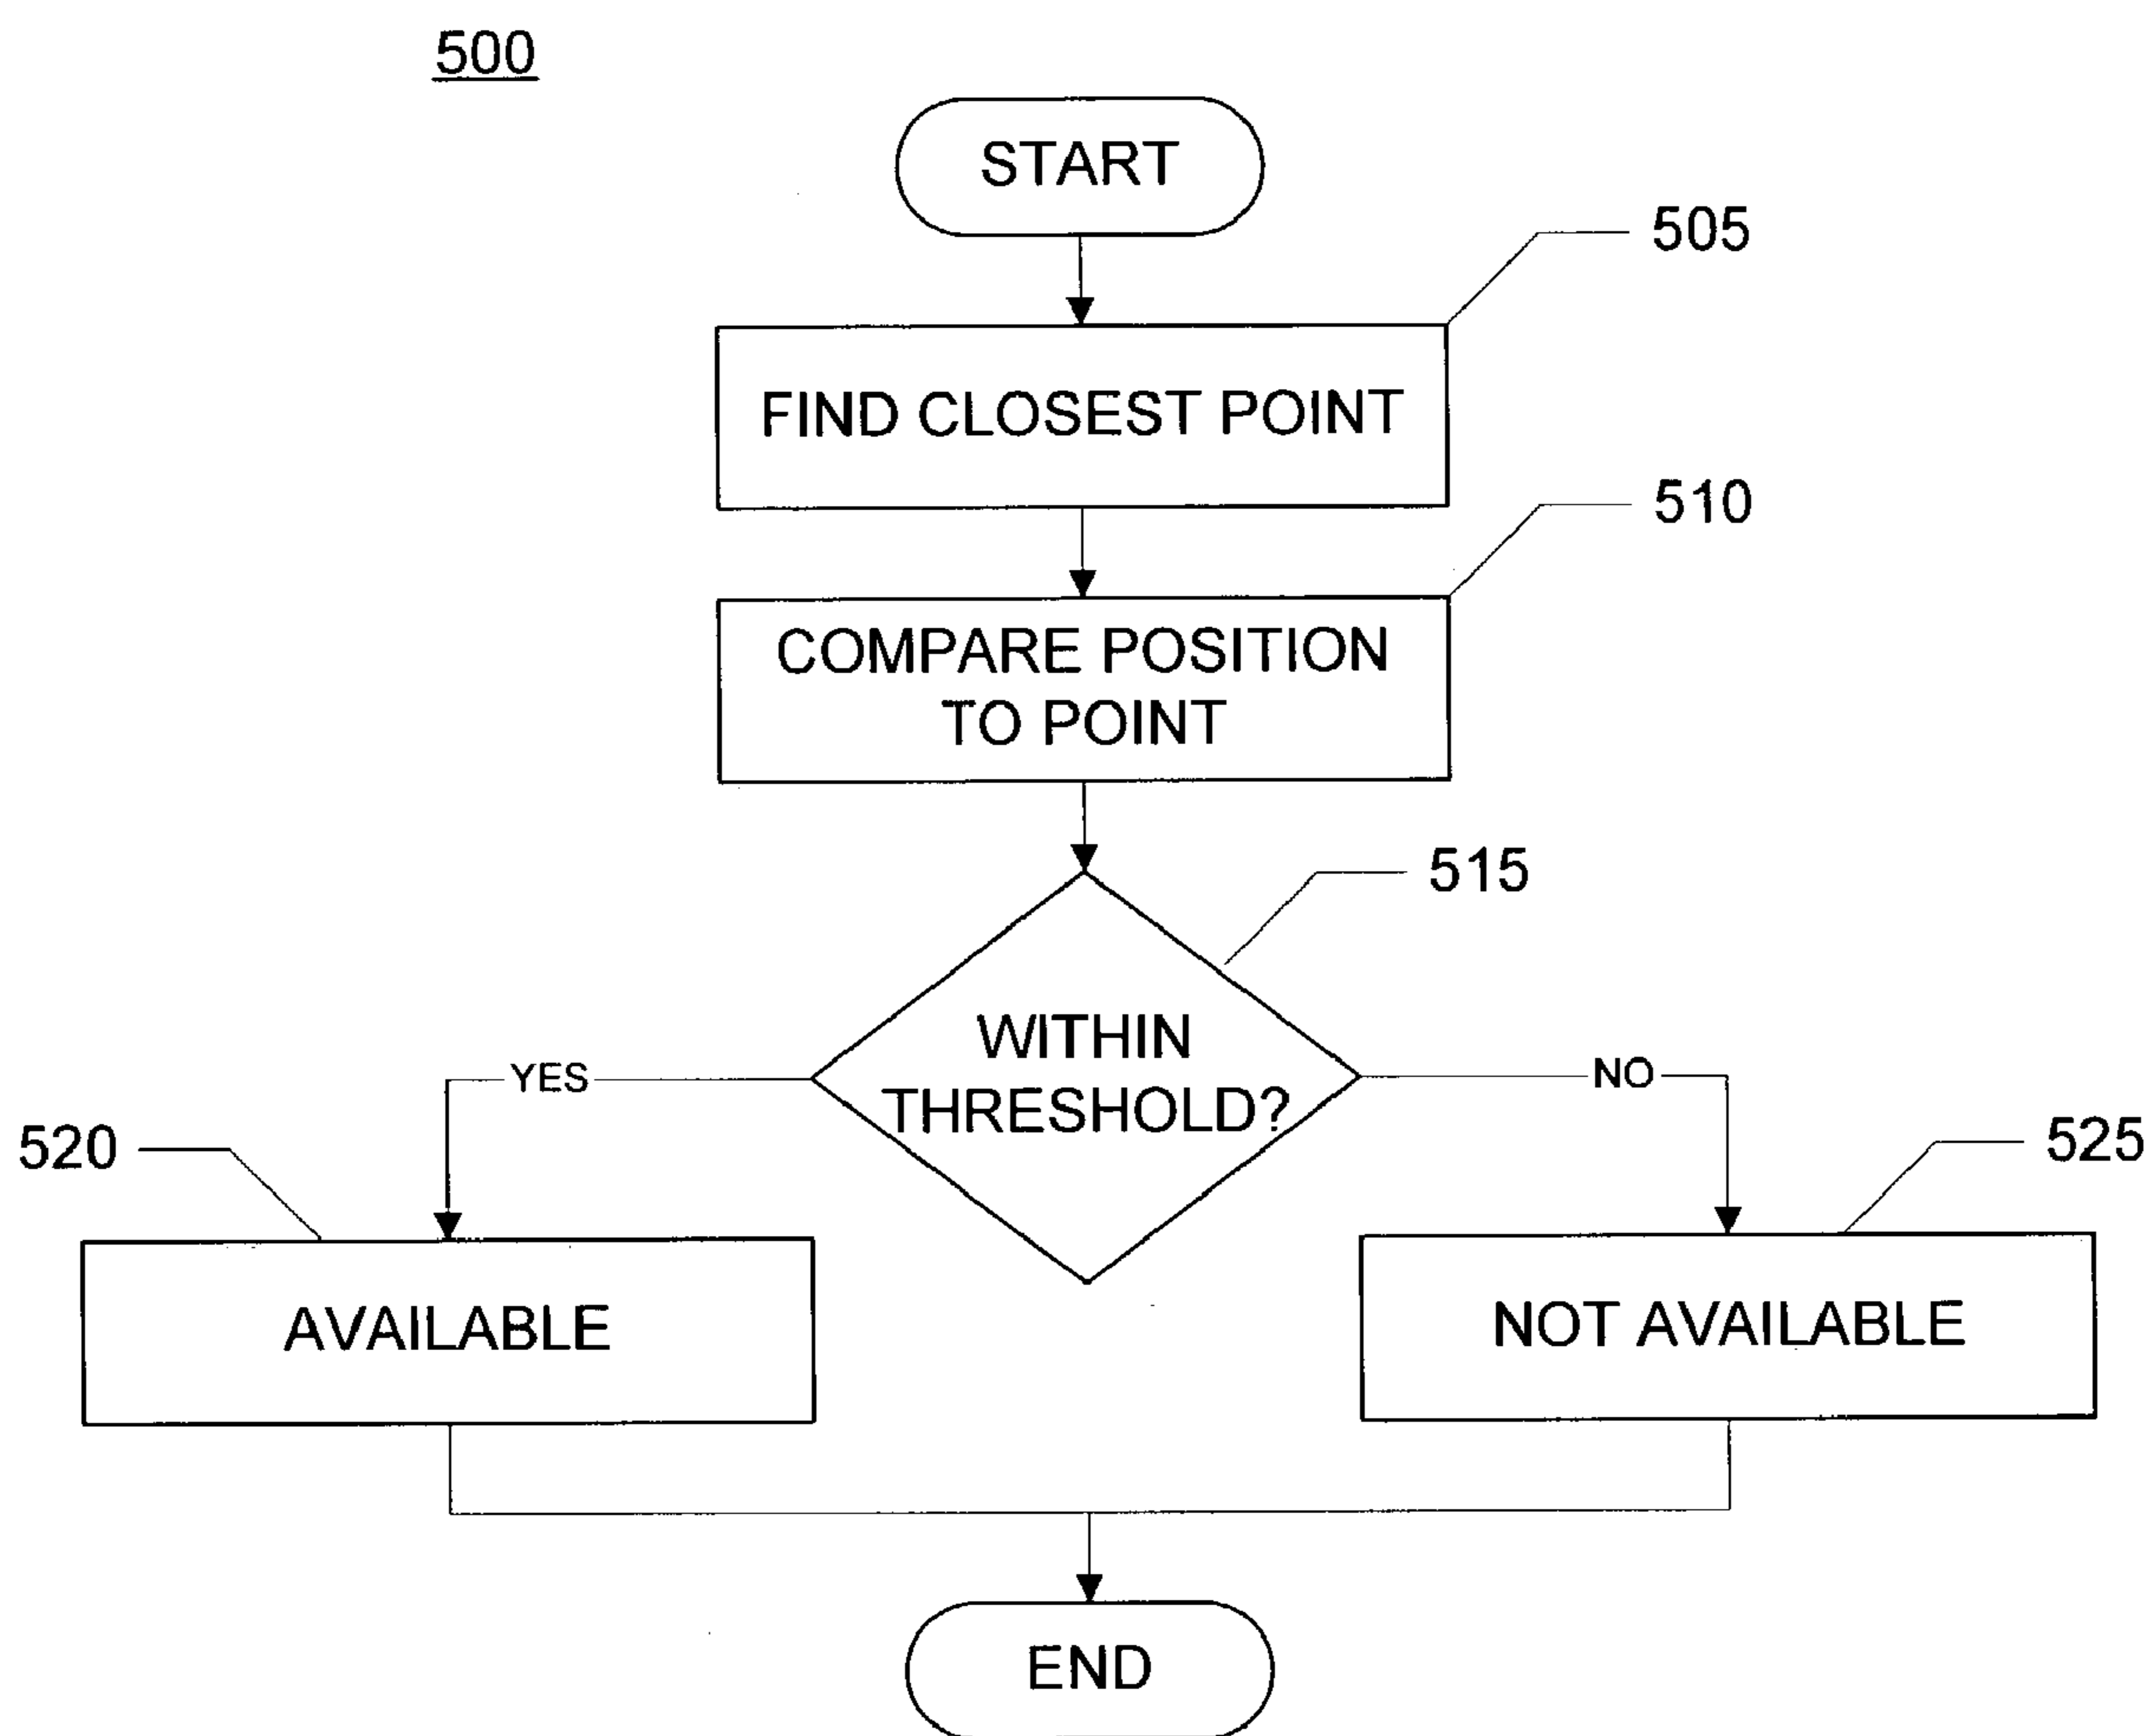 500
START
505
FIND CLOSEST POINT
510
COMPARE POSITION
TO POINT
515
WITHIN
THRESHOLD?
YES
NO
520
525
AVAILABLE
NOT AVAILABLE
END